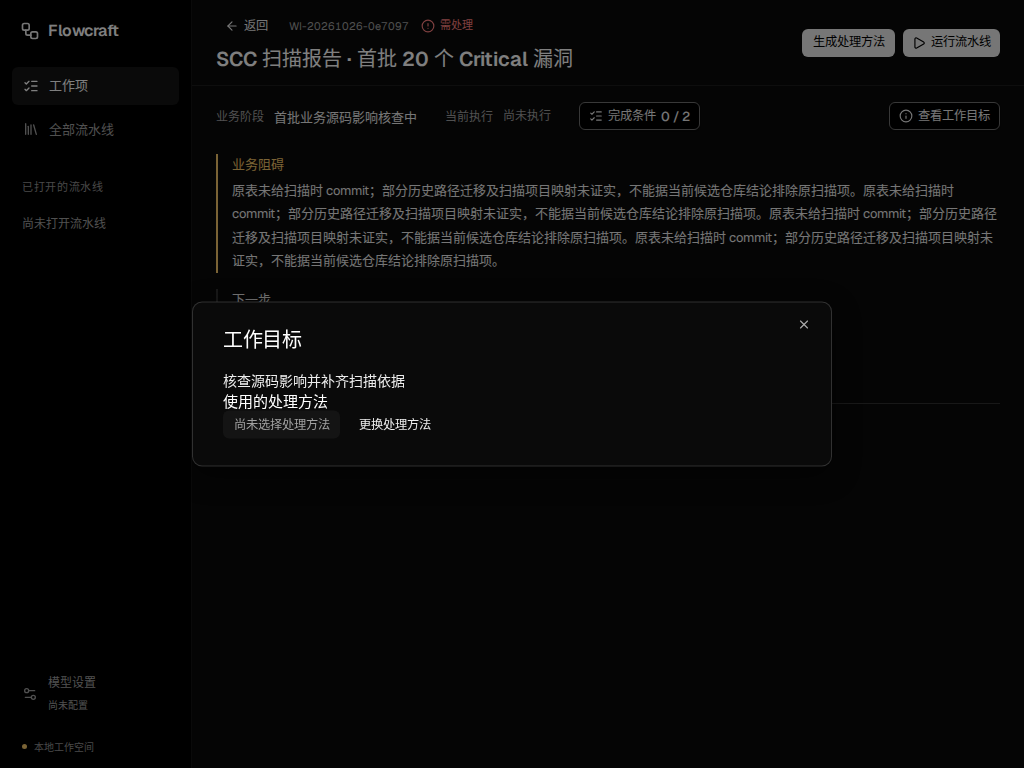 Flowcraft
工作项
全部流水线
已打开的流水线
尚未打开流水线
模型设置
尚未配置
本地工作空间
返回 WI-20261026-0e7097 需处理
SCC 扫描报告 · 首批 20 个 Critical 漏洞
生成处理方法 运行流水线
业务阶段 首批业务源码影响核查中 当前执行 尚未执行 完成条件 0 / 2 查看工作目标
业务阻碍
原表未给扫描时 commit；部分历史路径迁移及扫描项目映射未证实，不能据当前候选仓库结论排除原扫描项。原表未给扫描时
commit；部分历史路径迁移及扫描项目映射未证实，不能据当前候选仓库结论排除原扫描项。原表未给扫描时 commit；部分历史路径
迁移及扫描项目映射未证实，不能据当前候选仓库结论排除原扫描项。原表未给扫描时 commit；部分历史路径迁移及扫描项目映射未
证实，不能据当前候选仓库结论排除原扫描项。
下一步
工作目标
核查源码影响并补齐扫描依据
使用的处理方法
尚未选择处理方法 更换处理方法